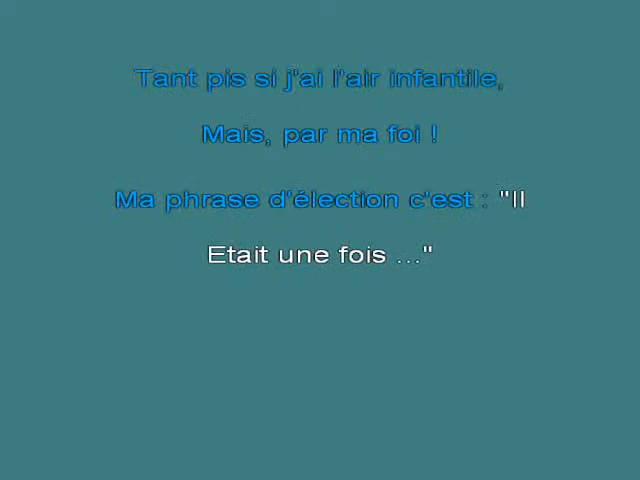 Tant pis si j'ai l'air infantile,
Mais, par ma foi !
Ma phrase d'élection c'est : "Il
Etait une fois ..."